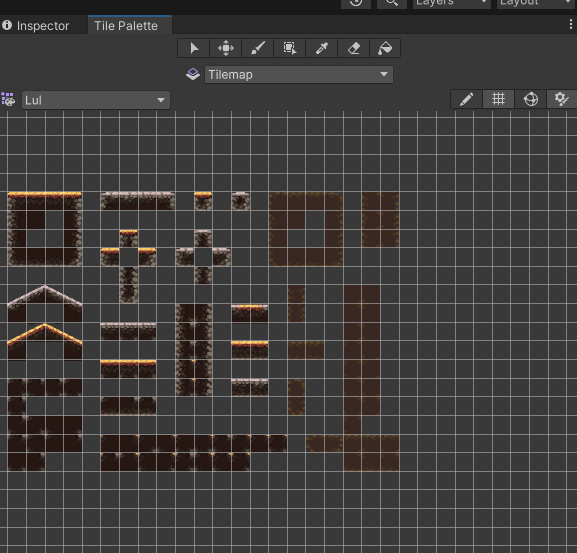 Layers
Layout
Inspector
Tile Palette
Tilemap
Lul